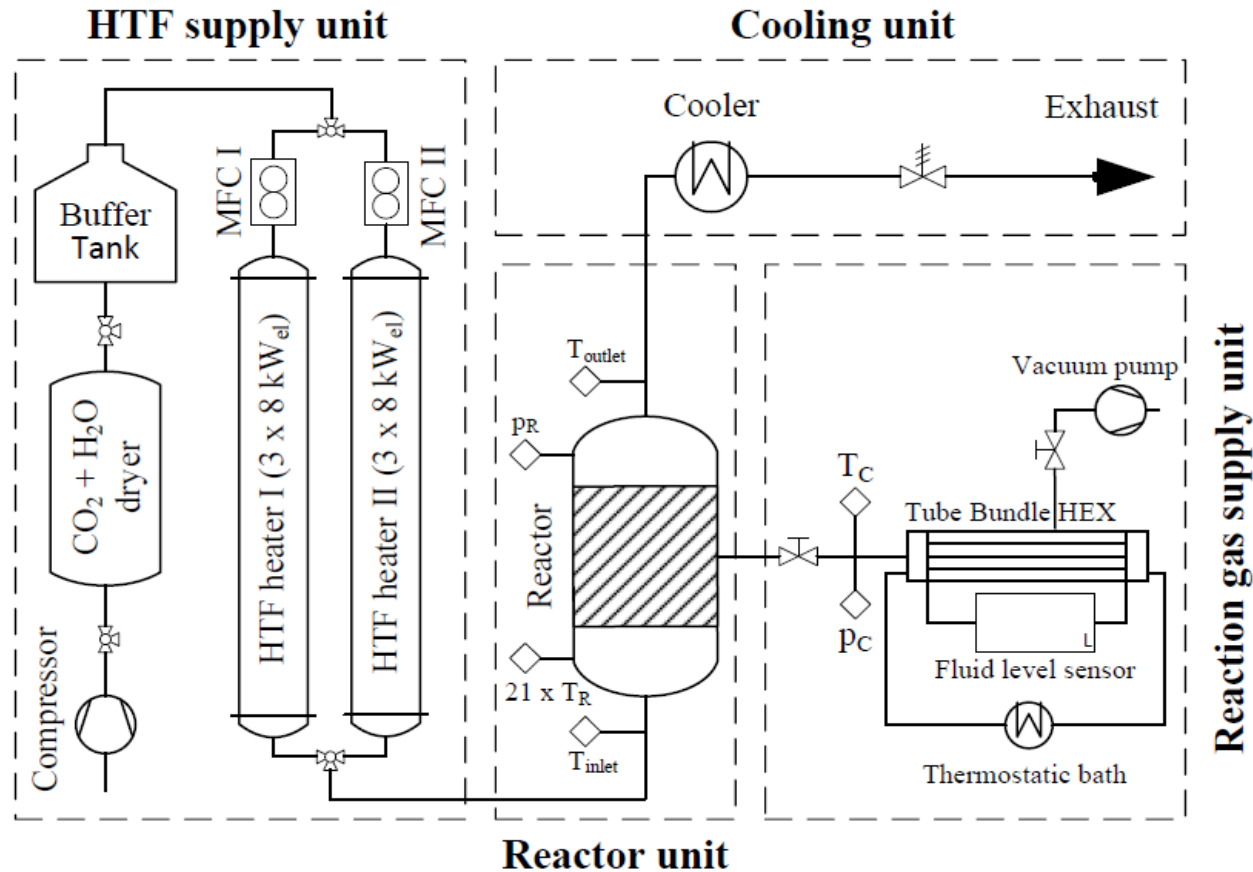 HTF supply unit
Cooling unit
Cooler
Exhaust
MFC I
MFC II
Buffer
Tank
HTF heater I (3 x 8 kWel)
HTF heater II (3 x 8 kWel)
CO2 + H2O
dryer
Compressor
Toutlet
pR
Reactor
21 x TR
Tinlet
Vacuum pump
TC
Tube Bundle HEX
pC
L
Fluid level sensor
Thermostatic bath
Reaction gas supply unit
Reactor unit